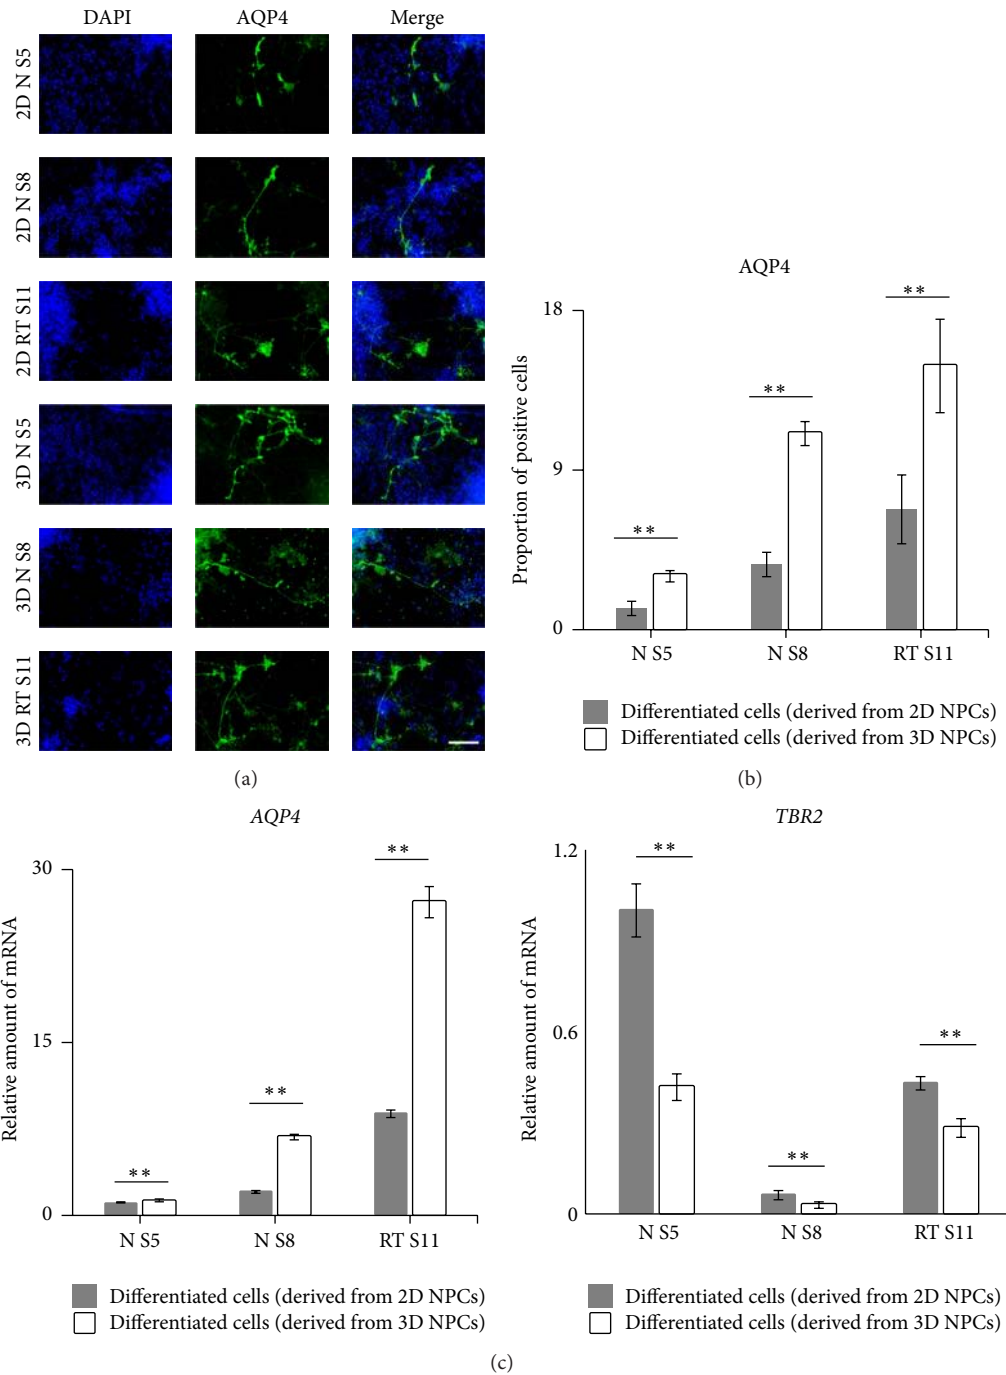 DAPI AQP4 Merge
2D N S5
2D N S8
2D RT S11
3D N S5
3D N S8
3D RT S11
(a)
AQP4
Proportion of positive cells
18
9
0
**
**
**
N S5 N S8 RT S11
Differentiated cells (derived from 2D NPCs)
Differentiated cells (derived from 3D NPCs)
(b)
AQP4
Relative amount of mRNA
30
15
0
**
**
**
N S5 N S8 RT S11
Differentiated cells (derived from 2D NPCs)
Differentiated cells (derived from 3D NPCs)
TBR2
Relative amount of mRNA
1.2
0.6
0
**
**
**
N S5 N S8 RT S11
Differentiated cells (derived from 2D NPCs)
Differentiated cells (derived from 3D NPCs)
(c)